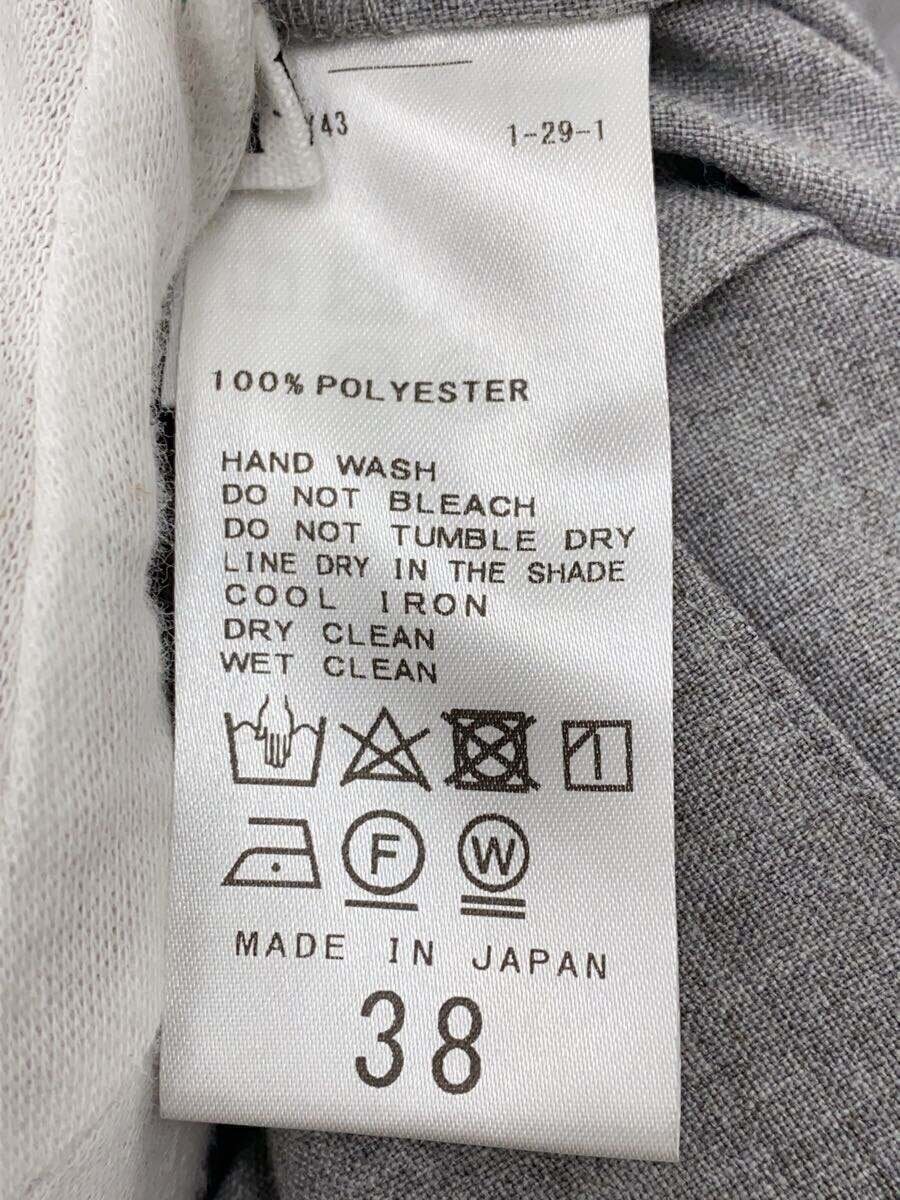 Y43 1-29-1
100% POLYESTER
HAND WASH
DO NOT BLEACH
DO NOT TUMBLE DRY
LINE DRY IN THE SHADE
COOL IRON
DRY CLEAN
WET CLEAN
F W
MADE IN JAPAN
38